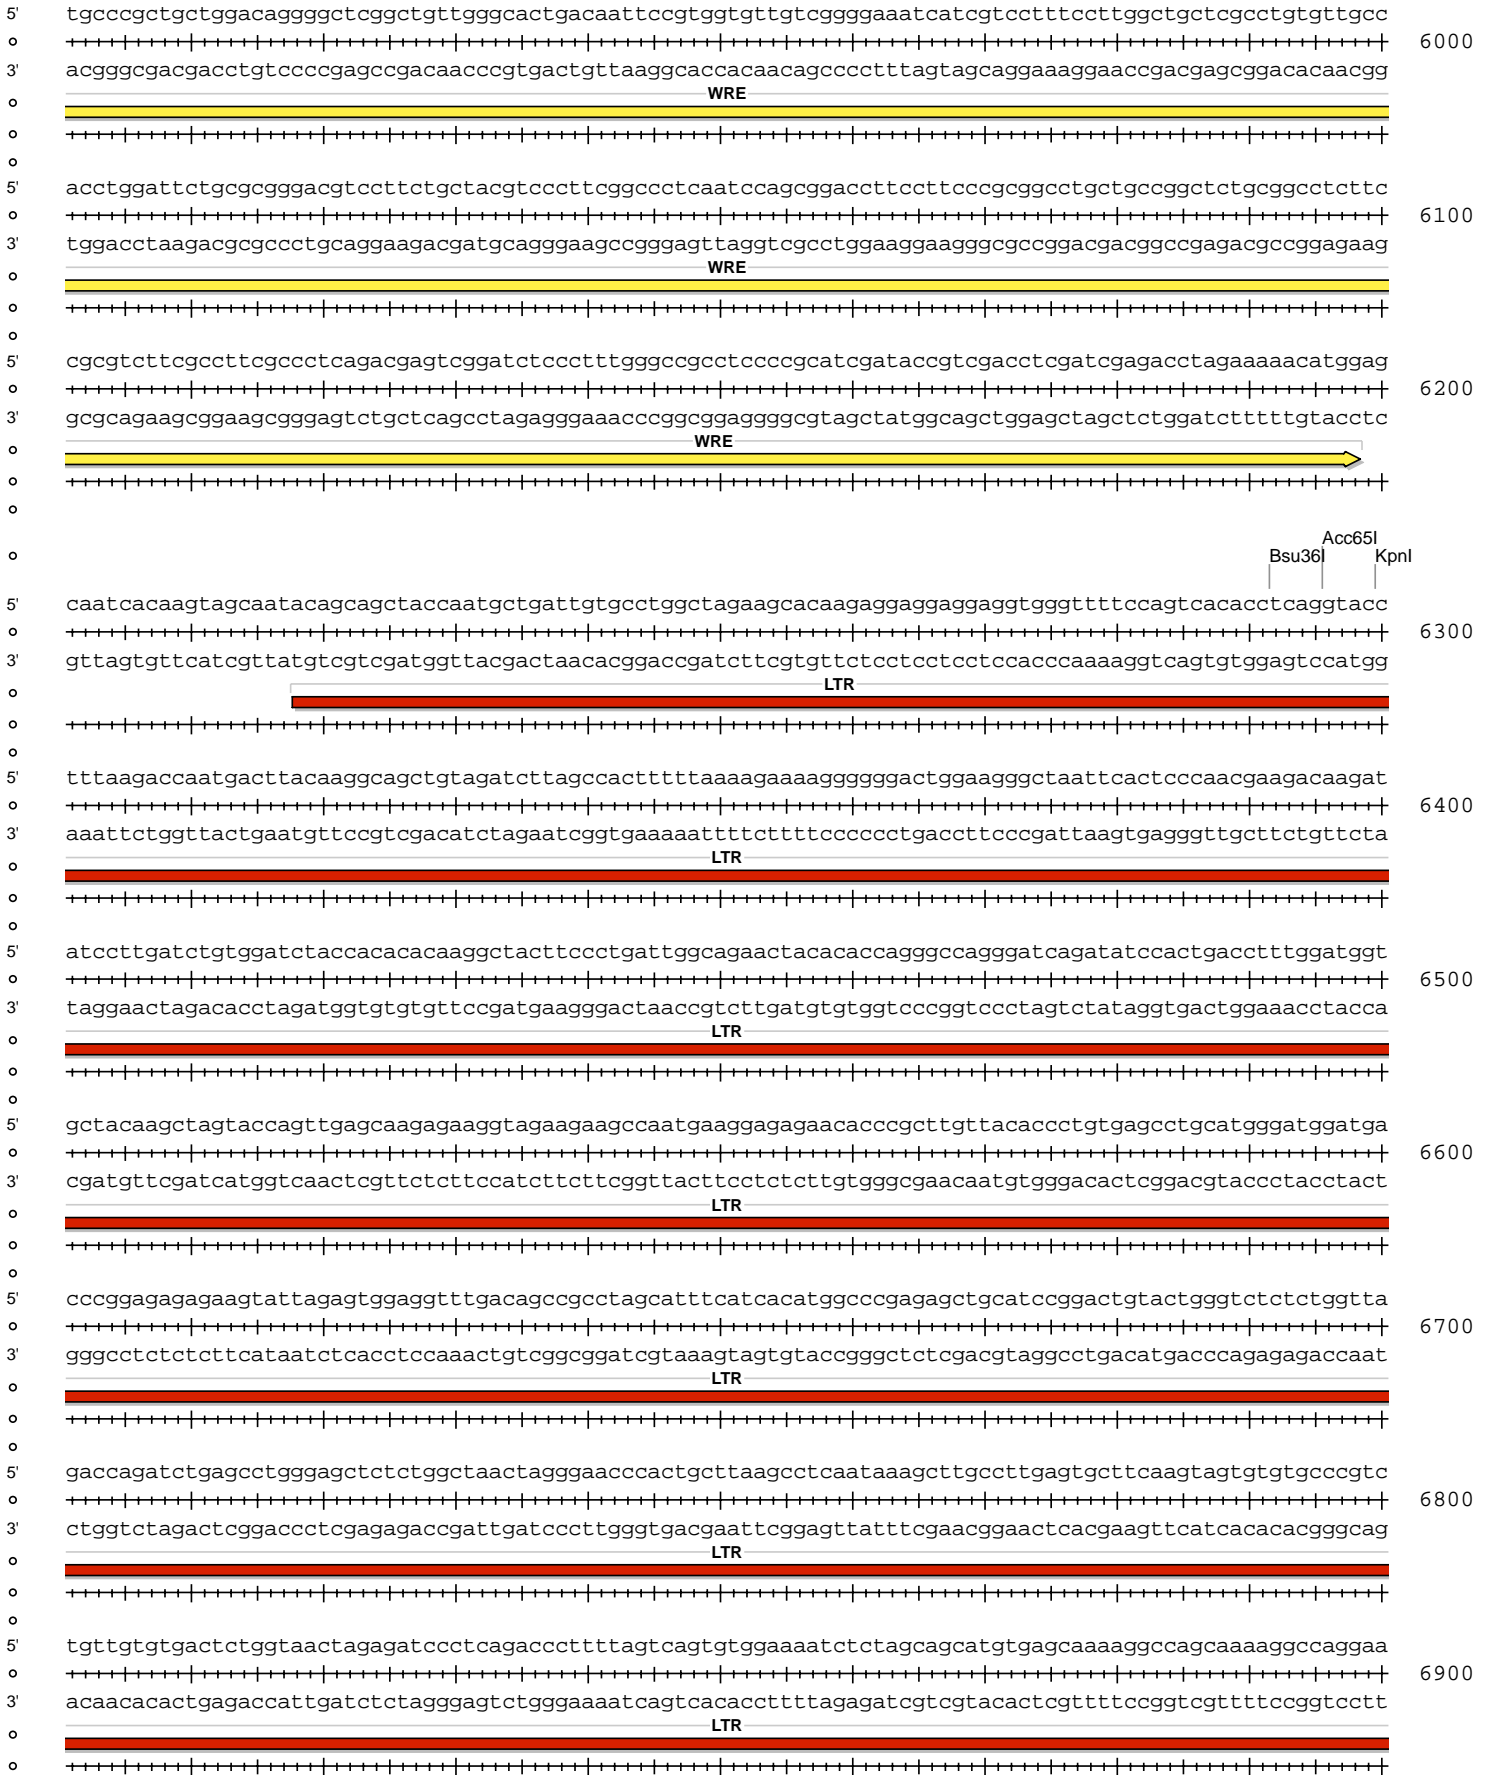 5' tgcccgctgctggacaggggctcggctgttgggcactgacaattccgtggtgttgtcggggaaatcatcgtcctttccttggctgctcgcctgtgttgcc
6000
3' acgggcgacgacctgtccccgagccgacaacccgtgactgttaaggcaccacaacagcccctttagtagcaggaaaggaaccgacgagcggacacaacgg
WRE
5' acctggattctgcgcgggacgtccttctgctacgtcccttcggccctcaatccagcggaccttccttcccgcggcctgctgccggctctgcggcctcttc
6100
3' tggacctaagacgcgccctgcaggaagacgatgcagggaagccgggagttaggtcgcctggaaggaagggcgccggacgacggccgagacgccggagaag
WRE
5' cgcgtcttcgccttcgccctcagacgagtcggatctccctttgggccgcctccccgcatcgataccgtcgacctcgatcgagacctagaaaaacatggag
6200
3' gcgcagaagcggaagcgggagtctgctcagcctagagggaaacccggcggaggggcgtagctatggcagctggagctagctctggatctttttgtacctc
WRE
Acc65I
Bsu36I KpnI
5' caatcacaagtagcaatacagcagctaccaatgctgattgtgcctggctagaagcacaagaggaggaggaggtgggttttccagtcacacctcaggtacc
6300
3' gttagtgttcatcgttatgtcgtcgatggttacgactaacacggaccgatcttcgtgttctcctcctcctccacccaaaaggtcagtgtggagtccatgg
LTR
5' tttaagaccaatgacttacaaggcagctgtagatcttagccactttttaaaagaaaaggggggactggaagggctaattcactcccaacgaagacaagat
6400
3' aaattctggttactgaatgttccgtcgacatctagaatcggtgaaaaattttcttttcccccctgaccttcccgattaagtgagggttgcttctgttcta
LTR
5' atccttgatctgtggatctaccacacacaaggctacttccctgattggcagaactacacaccagggccagggatcagatatccactgacctttggatggt
6500
3' taggaactagacacctagatggtgtgtgttccgatgaagggactaaccgtcttgatgtgtggtcccggtccctagtctataggtgactggaaacctacca
LTR
5' gctacaagctagtaccagttgagcaagagaaggtagaagaagccaatgaaggagagaacacccgcttgttacaccctgtgagcctgcatgggatggatga
6600
3' cgatgttcgatcatggtcaactcgttctcttccatcttcttcggttacttcctctcttgtgggcgaacaatgtgggacactcggacgtaccctacctact
LTR
5' cccggagagagaagtattagagtggaggtttgacagccgcctagcatttcatcacatggcccgagagctgcatccggactgtactgggtctctctggtta
6700
3' gggcctctctcttcataatctcacctccaaactgtcggcggatcgtaaagtagtgtaccgggctctcgacgtaggcctgacatgacccagagagaccaat
LTR
5' gaccagatctgagcctgggagctctctggctaactagggaacccactgcttaagcctcaataaagcttgccttgagtgcttcaagtagtgtgtgcccgtc
6800
3' ctggtctagactcggaccctcgagagaccgattgatcccttgggtgacgaattcggagttatttcgaacggaactcacgaagttcatcacacacgggcag
LTR
5' tgttgtgtgactctggtaactagagatccctcagacccttttagtcagtgtggaaaatctctagcagcatgtgagcaaaaggccagcaaaaggccaggaa
6900
3' acaacacactgagaccattgatctctagggagtctgggaaaatcagtcacaccttttagagatcgtcgtacactcgttttccggtcgttttccggtcctt
LTR